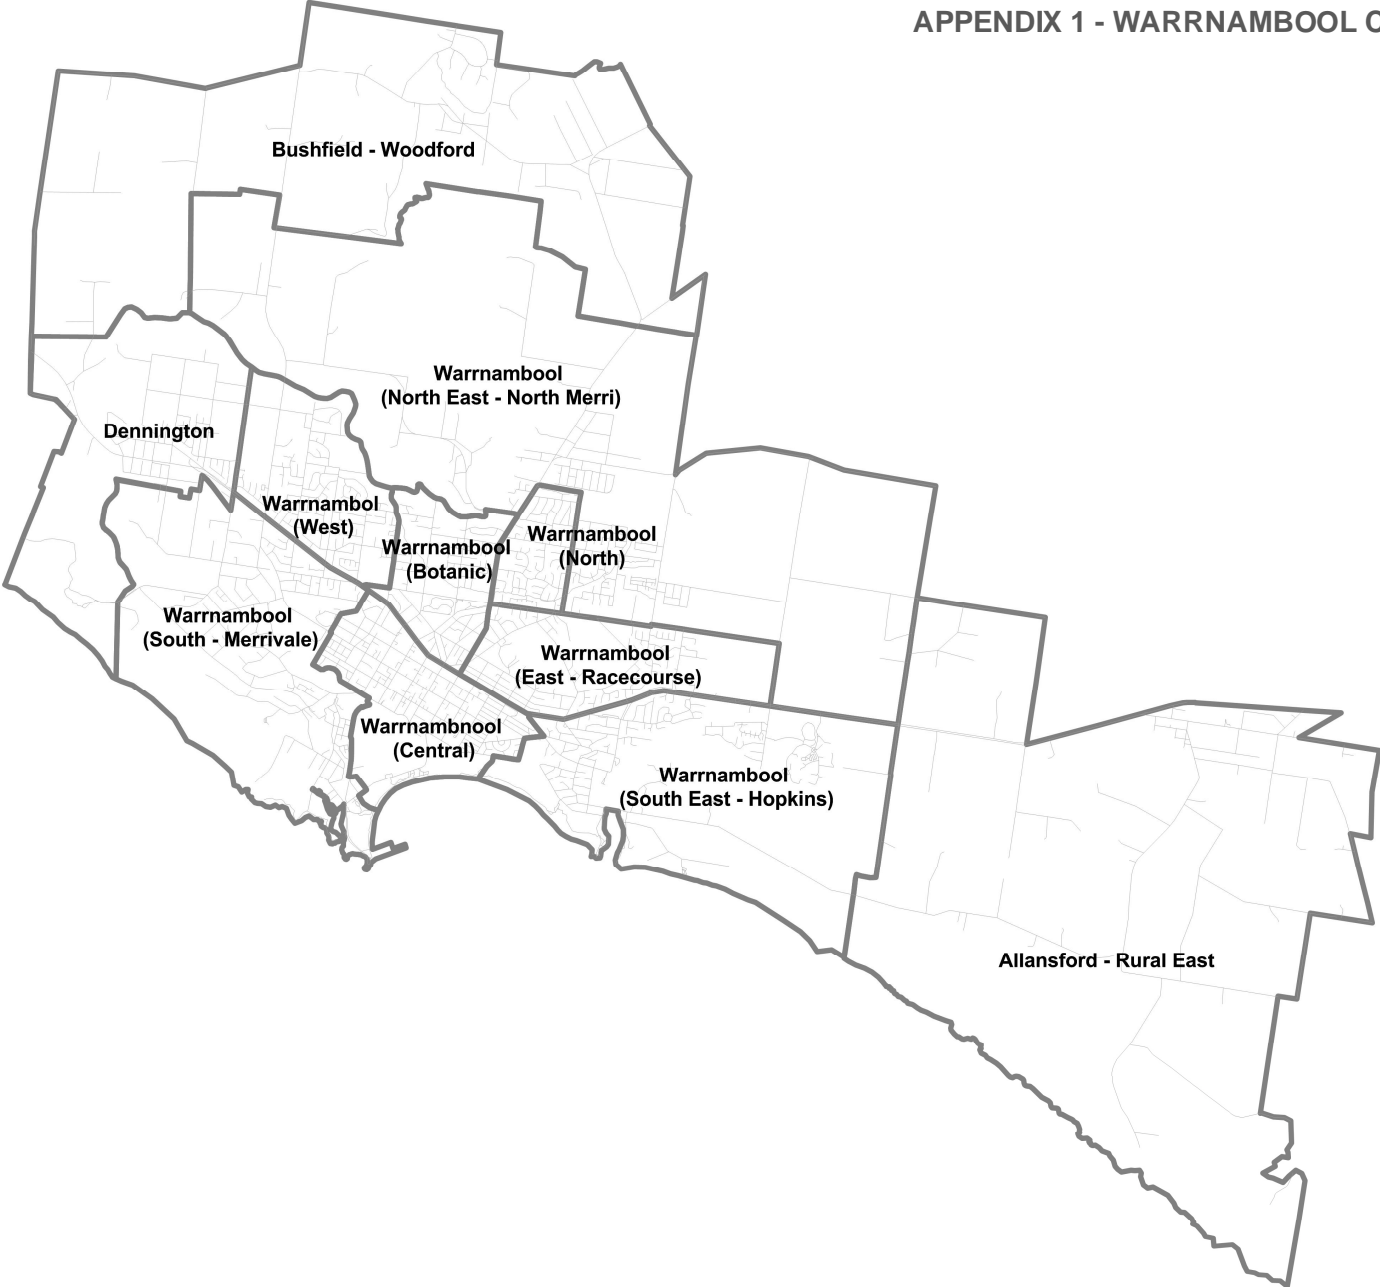 APPENDIX 1 - WARRNAMBOOL C
Bushfield - Woodford
Warrnambool
(North East - North Merri)
Dennington
Warrnambol
(West)
Warrnambool
(Botanic)
Warrnambool
(North)
Warrnambool
(South - Merrivale)
Warrnambool
(East - Racecourse)
Warrnambnool
(Central)
Warrnambool
(South East - Hopkins)
Allansford - Rural East